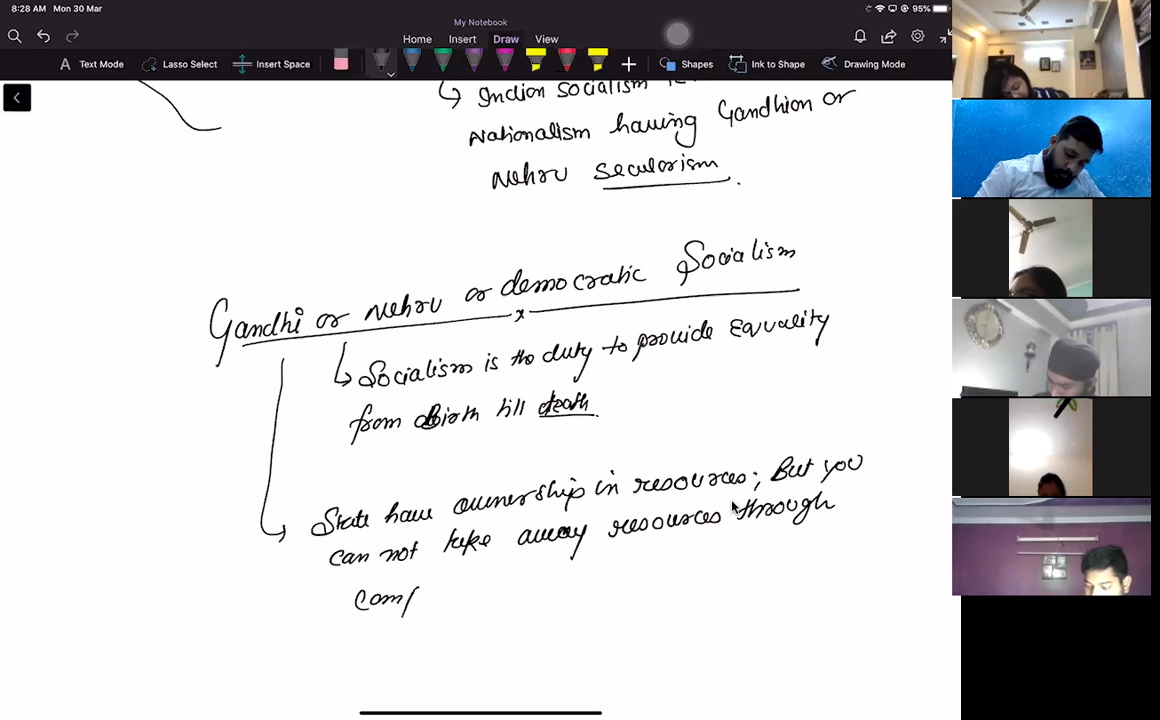 8:28 AM Mon 30 Mar
95%
My Notebook
Home Insert Draw View
Text Mode Lasso Select Insert Space Shapes Ink to Shape Drawing Mode
Indian Socialism
Nationalism having Gandhian or
Nehru secularism.
Gandhi or Nehru or democratic Socialism
x
Socialism is the duty to provide Equality
from Birth till death.
State have ownership in resources; But you
can not take away resources through
com